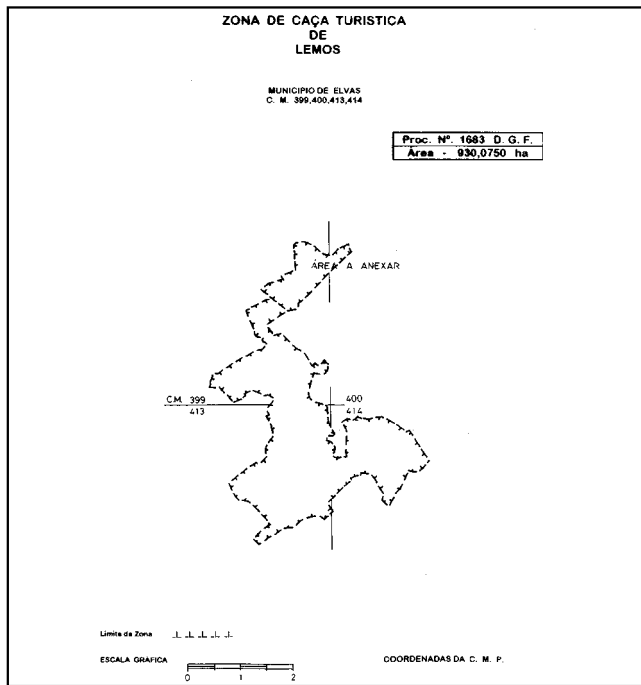 ZONA DE CAÇA TURISTICA
DE
LEMOS
MUNICIPIO DE ELVAS
C. M. 399,400,413,414
Proc. Nº. 1683 D. G. F.
Área - 930,0750 ha
ÁREA A ANEXAR
C.M. 399
400
413
414
Limite da Zona
ESCALA GRÁFICA
0 1 2
COORDENADAS DA C. M. P.